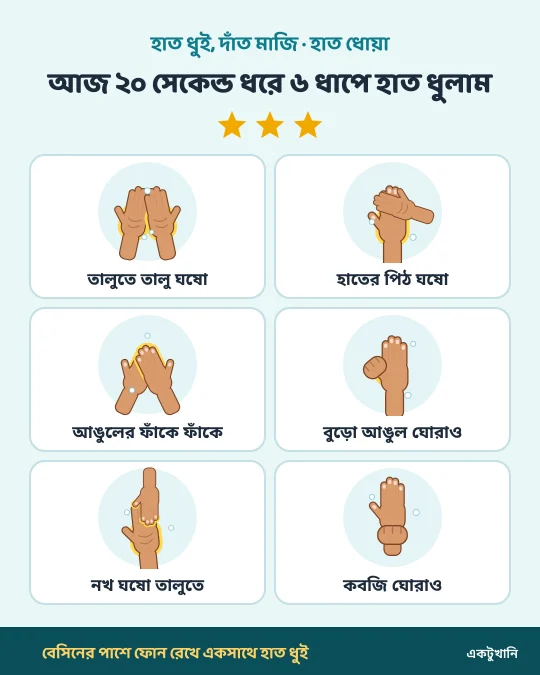 হাত ধুই, দাঁত মাজি · হাত ধোয়া
আজ ২০ সেকেন্ড ধরে ৬ ধাপে হাত ধুলাম
তালুতে তালু ঘষো
হাতের পিঠ ঘষো
আঙুলের ফাঁকে ফাঁকে
বুড়ো আঙুল ঘোরাও
নখ ঘষো তালুতে
কবজি ঘোরাও
বেসিনের পাশে ফোন রেখে একসাথে হাত ধুই
একটুখানি